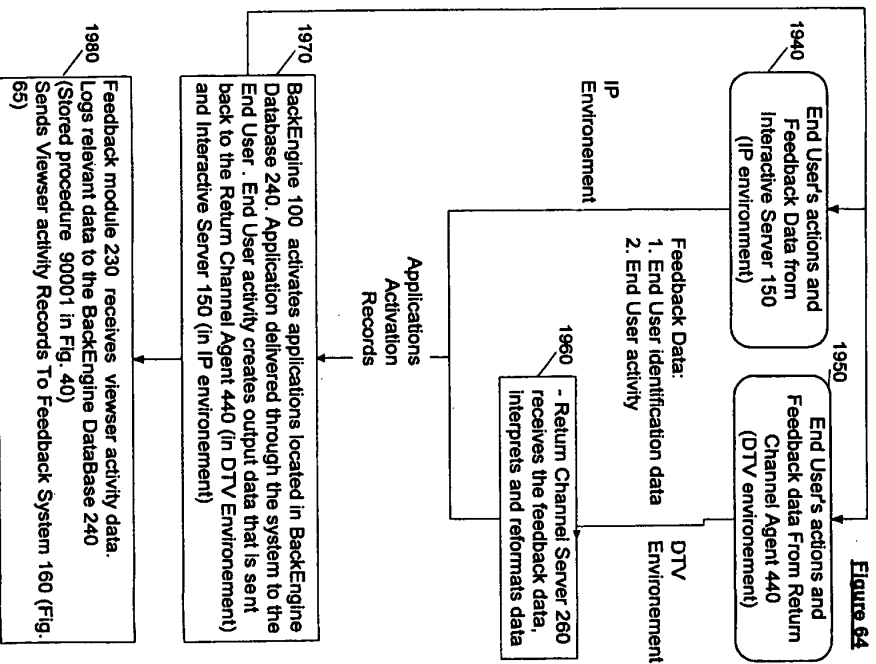 Figure 64
1940
End User's actions and
Feedback Data from
Interactive Server 150
(IP environment)
1950
End User's actions and
Feedback data From Return
Channel Agent 440
(DTV environement)
IP
Environement
Feedback Data:
1. End User identification data
2. End User activity
DTV
Environement
1960
- Return Channel Server 260
receives the feedback data,
interprets and reformats data
Applications
Activation
Records
1970
BackEngine 100 activates applications located in BackEngine
Database 240. Application delivered through the system to the
End User . End User activity creates output data that is sent
back to the Return Channel Agent 440 (in DTV Environement)
and Interactive Server 150 (in IP environement)
1980
Feedback module 230 receives viewser activity data.
Logs relevant data to the BackEngine DataBase 240
(Stored procedure 90001 in Fig. 40)
Sends Viewser activity Records To Feedback System 160 (Fig.
65)